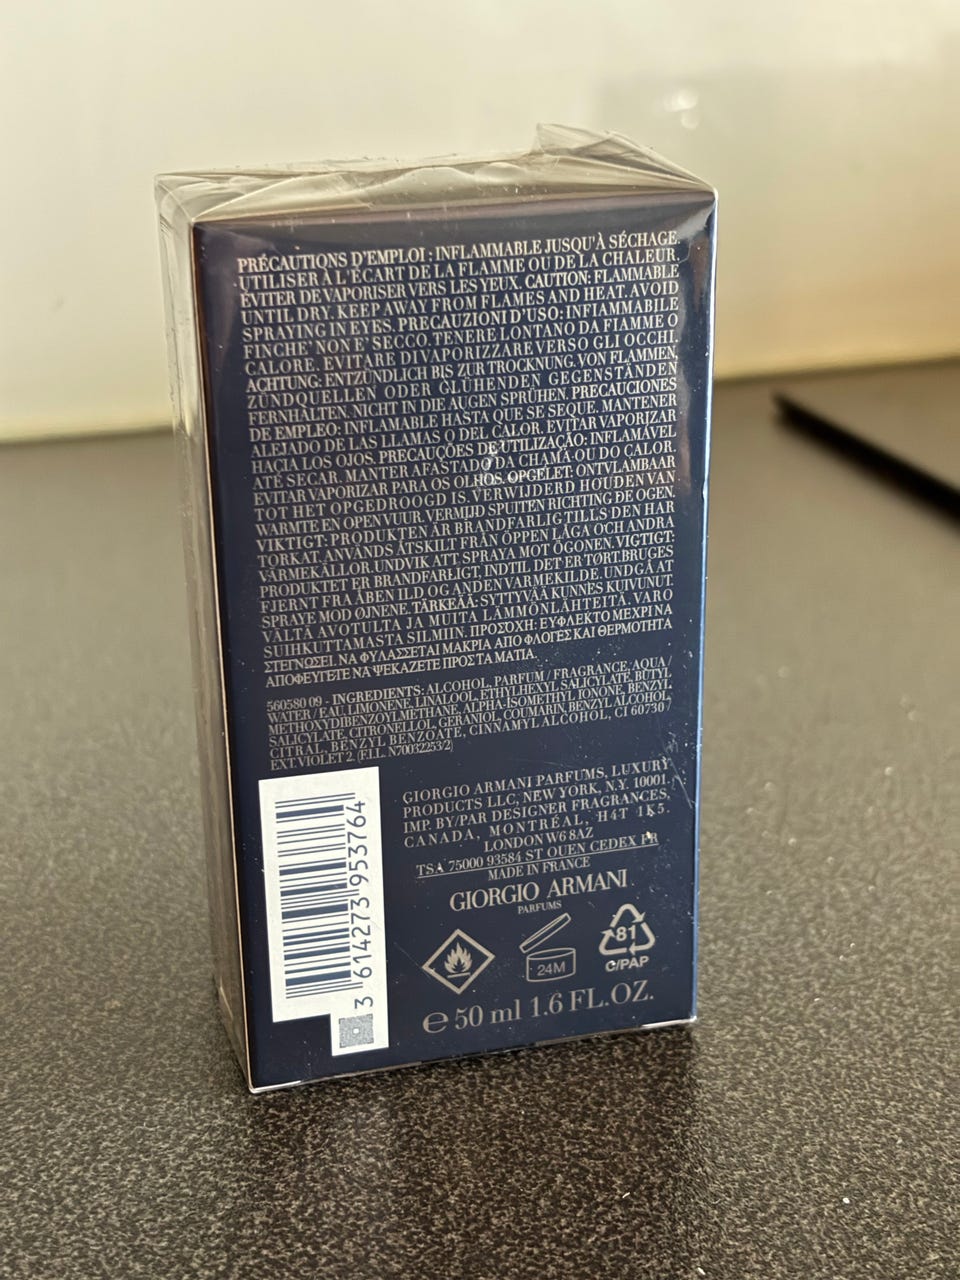 PRÉCAUTIONS D'EMPLOI : INFLAMMABLE JUSQU'À SÉCHAGE.
UTILISER À L'ÉCART DE LA FLAMME OU DE LA CHALEUR.
ÉVITER DE VAPORISER VERS LES YEUX. CAUTION: FLAMMABLE
UNTIL DRY. KEEP AWAY FROM FLAMES AND HEAT. AVOID
SPRAYING IN EYES. PRECAUZIONI D'USO: INFIAMMABILE
FINCHE' NON E' SECCO. TENERE LONTANO DA FIAMME O
CALORE. EVITARE DI VAPORIZZARE VERSO GLI OCCHI.
ACHTUNG: ENTZÜNDLICH BIS ZUR TROCKNUNG. VON FLAMMEN,
ZÜNDQUELLEN ODER GLÜHENDEN GEGENSTÄNDEN
FERNHALTEN. NICHT IN DIE AUGEN SPRÜHEN. PRECAUCIONES
DE EMPLEO: INFLAMABLE HASTA QUE SE SEQUE. MANTENER
ALEJADO DE LAS LLAMAS O DEL CALOR. EVITAR VAPORIZAR
HACIA LOS OJOS. PRECAUÇÕES DE UTILIZAÇÃO: INFLAMÁVEL
ATÉ SECAR. MANTER AFASTADO DA CHAMA OU DO CALOR.
EVITAR VAPORIZAR PARA OS OLHOS. OPGELET: ONTVLAMBAAR
TOT HET OPGEDROOGD IS. VERWIJDERD HOUDEN VAN
WARMTE EN OPEN VUUR. VERMIJD SPUITEN RICHTING DE OGEN.
VIKTIGT: PRODUKTEN ÄR BRANDFARLIG TILLS DEN HAR
TORKAT. ANVÄNDS ÅTSKILT FRÅN ÖPPEN LÅGA OCH ANDRA
VÄRMEKÄLLOR. UNDVIK ATT SPRAYA MOT ÖGONEN. VIGTIGT:
PRODUKTET ER BRANDFARLIGT, INDTIL DET ER TØRT. BRUGES
FJERNT FRA ÅBEN ILD OG ANDEN VARMEKILDE. UNDGÅ AT
SPRAYE MOD ØJNENE. TÄRKEÄÄ: SYTTYVÄÄ KUNNES KUIVUNUT.
VÄLTÄ AVOTULTA JA MUITA LÄMMÖNLÄHTEITÄ. VARO
SUIHKUTTAMASTA SILMIIN. ΠΡΟΣΟΧΗ: ΕΥΦΛΕΚΤΟ ΜΕΧΡΙ ΝΑ
ΣΤΕΓΝΩΣΕΙ. ΝΑ ΦΥΛΑΣΣΕΤΑΙ ΜΑΚΡΙΑ ΑΠΟ ΦΛΟΓΕΣ ΚΑΙ ΘΕΡΜΟΤΗΤΑ
ΑΠΟΦΕΥΓΕΤΕ ΝΑ ΨΕΚΑΖΕΤΕ ΠΡΟΣ ΤΑ ΜΑΤΙΑ.
560580 09 - INGREDIENTS: ALCOHOL, PARFUM / FRAGRANCE, AQUA /
WATER / EAU, LIMONENE, LINALOOL, ETHYLHEXYL SALICYLATE, BUTYL
METHOXYDIBENZOYLMETHANE, ALPHA-ISOMETHYL IONONE, BENZYL
SALICYLATE, CITRONELLOL, GERANIOL, COUMARIN, BENZYL ALCOHOL,
CITRAL, BENZYL BENZOATE, CINNAMYL ALCOHOL, CI 60730 /
EXT. VIOLET 2. (F.I.L. N70032253/2)
GIORGIO ARMANI PARFUMS, LUXURY
PRODUCTS LLC, NEW YORK, N.Y. 10001.
IMP. BY/PAR DESIGNER FRAGRANCES,
CANADA, MONTRÉAL, H4T 1K5.
LONDON W6 8AZ
TSA 75000 93584 ST OUEN CEDEX FR
MADE IN FRANCE
GIORGIO ARMANI
PARFUMS
3 614273 953764
24M
81
C/PAP
e 50 ml 1.6 FL.OZ.